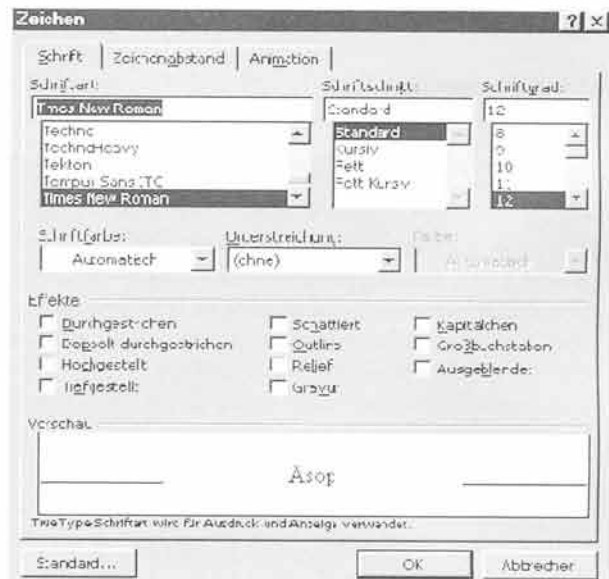 Zeichen
Schrift Zeichenabstand Animation
Schriftart: Schriftschnitt: Schriftgrad:
Times New Roman Standard 12
Techno Standard 8
TechnoHeavy Kursiv 9
Tekton Fett 10
Tempus Sans ITC Fett Kursiv 11
Times New Roman 12
Schriftfarbe: Unterstreichung: Farbe:
Automatisch (ohne) Automatisch
Effekte
Durchgestrichen Schattiert Kapitälchen
Doppelt durchgestrichen Outline Großbuchstaben
Hochgestellt Relief Ausgeblendet
Tiefgestellt Gravur
Vorschau
Asop
TrueType-Schriftart wird für Ausdruck und Anzeige verwendet.
Standard... OK Abbrechen